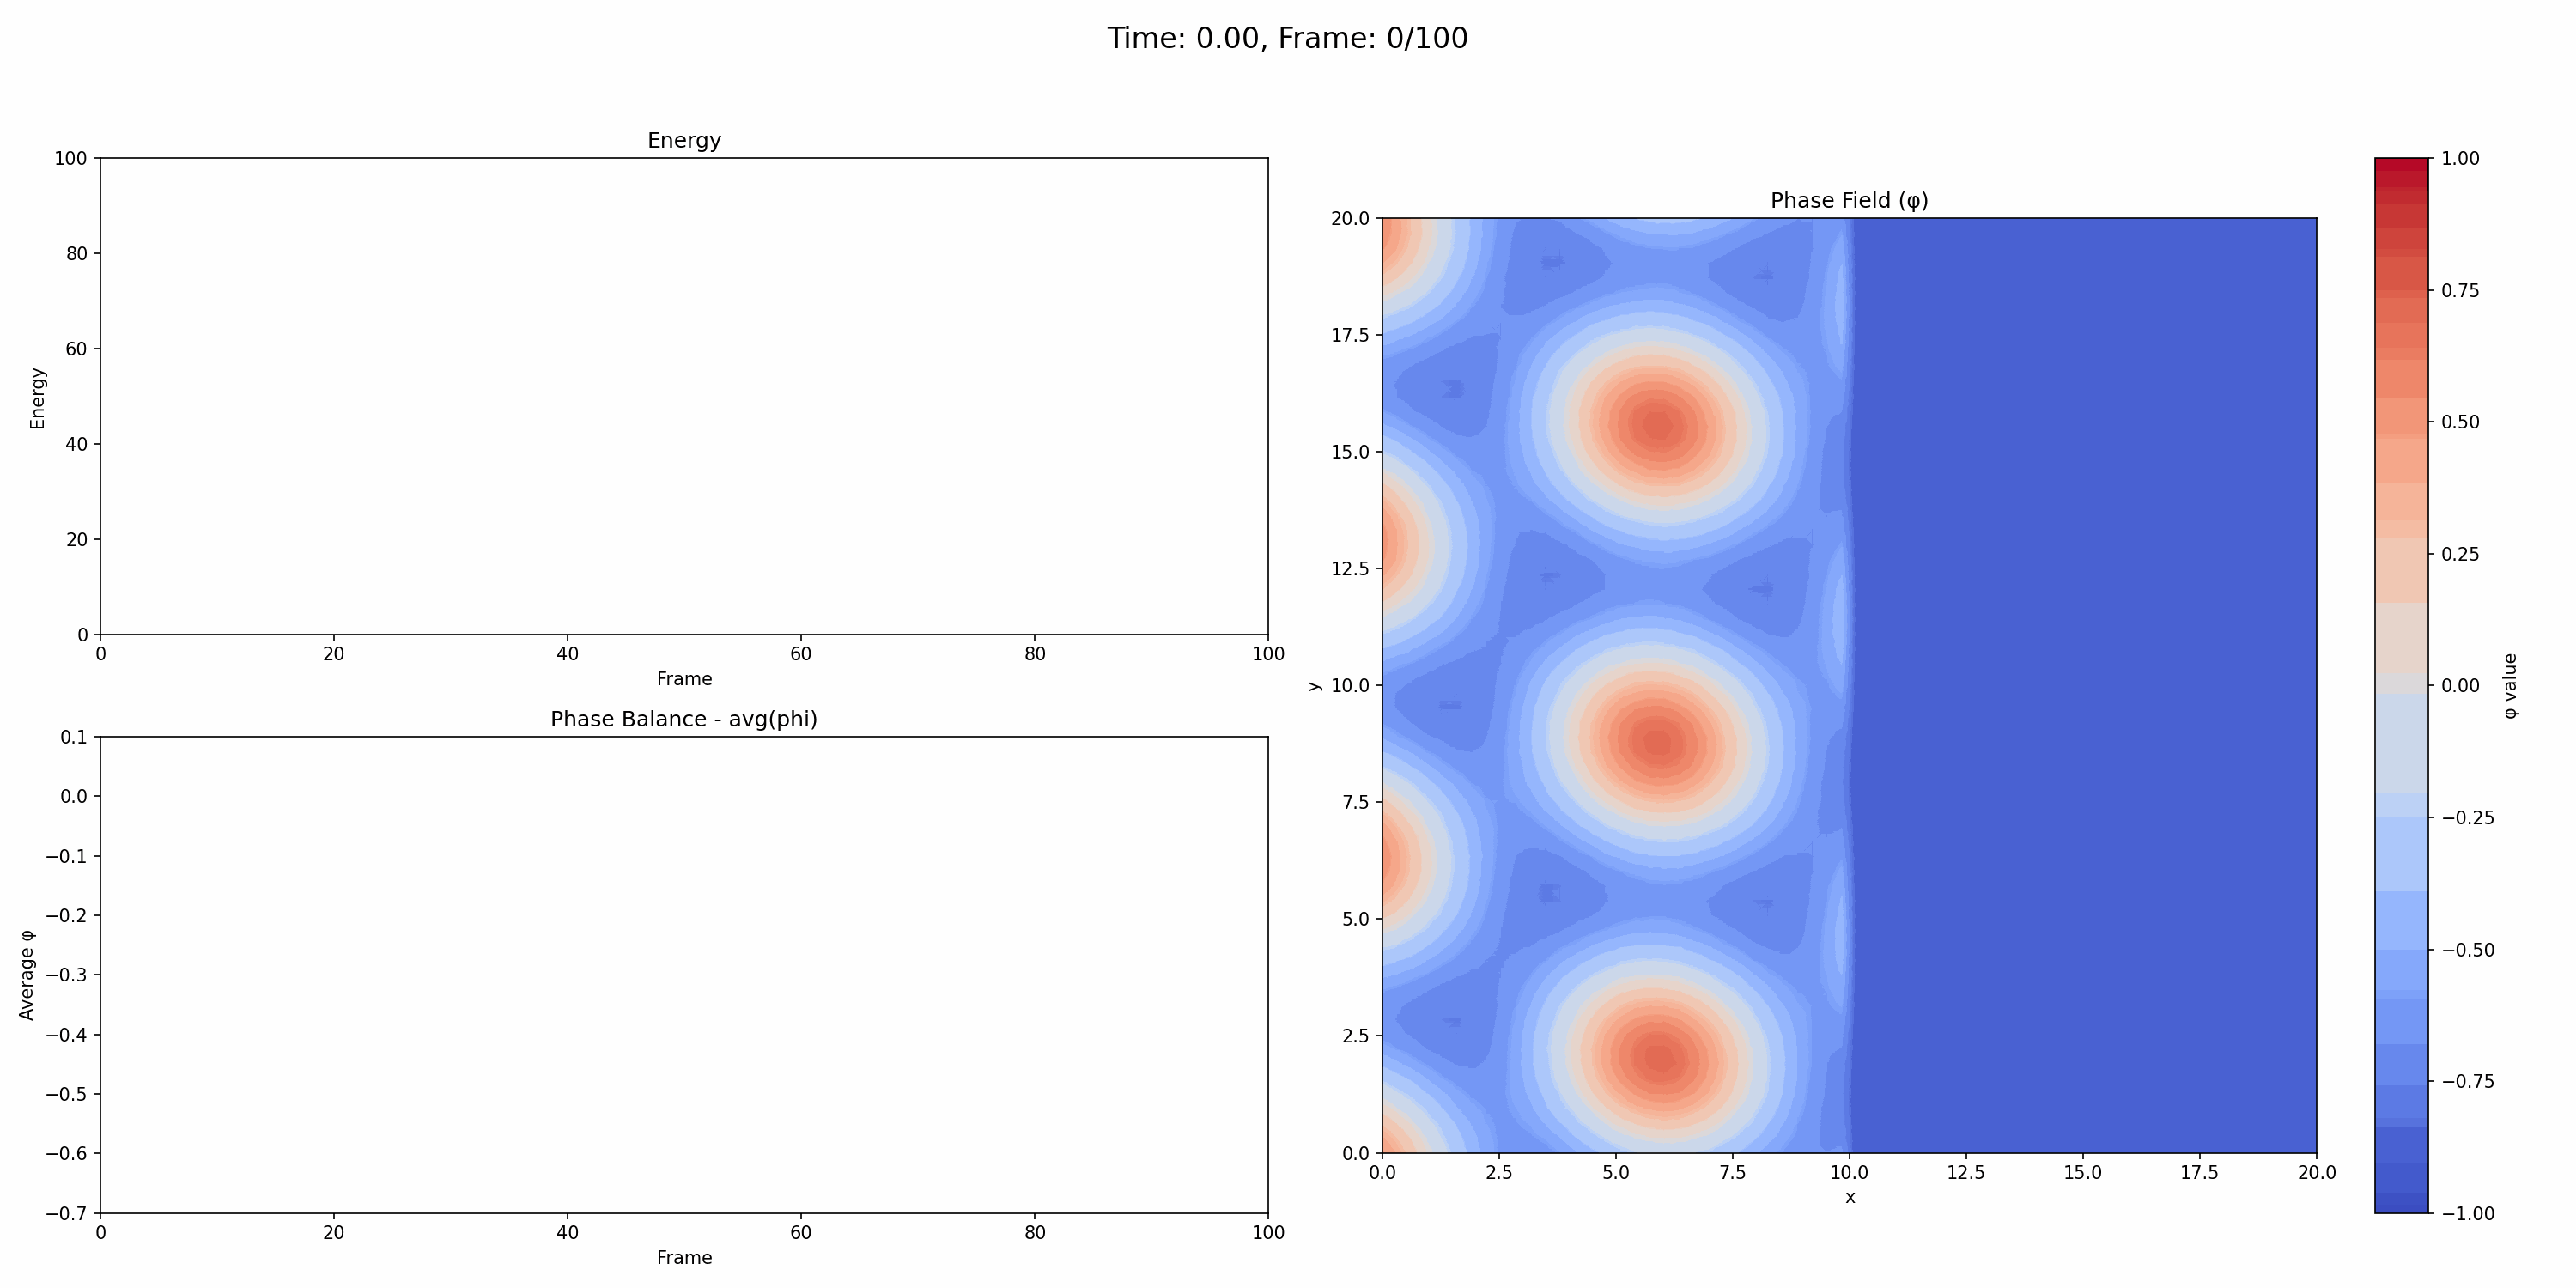 Time: 0.00, Frame: 0/100
Energy
100
80
60
40
20
0
Energy
0 20 40 60 80 100
Frame
Phase Balance - avg(phi)
0.1
0.0
−0.1
−0.2
−0.3
−0.4
−0.5
−0.6
−0.7
Average φ
0 20 40 60 80 100
Frame
Phase Field (φ)
20.0
17.5
15.0
12.5
10.0
7.5
5.0
2.5
0.0
y
0.0 2.5 5.0 7.5 10.0 12.5 15.0 17.5 20.0
x
1.00
0.75
0.50
0.25
0.00
−0.25
−0.50
−0.75
−1.00
φ value